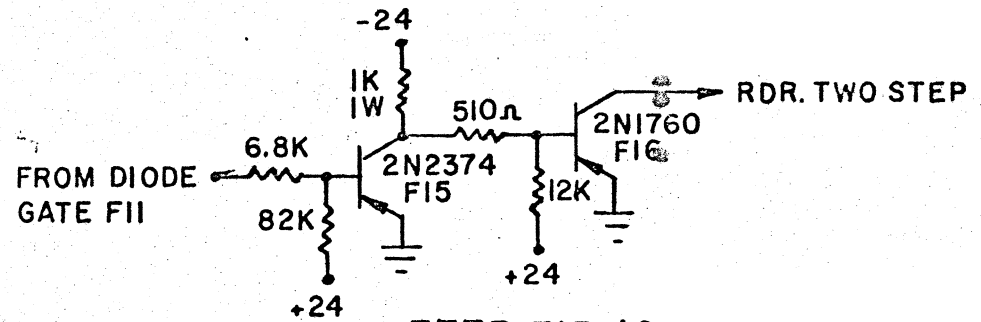 -24
1K
1W
510Ω
RDR. TWO STEP
6.8K
2N2374
F15
2N1760
F16
FROM DIODE
GATE F11
82K
12K
+24
+24